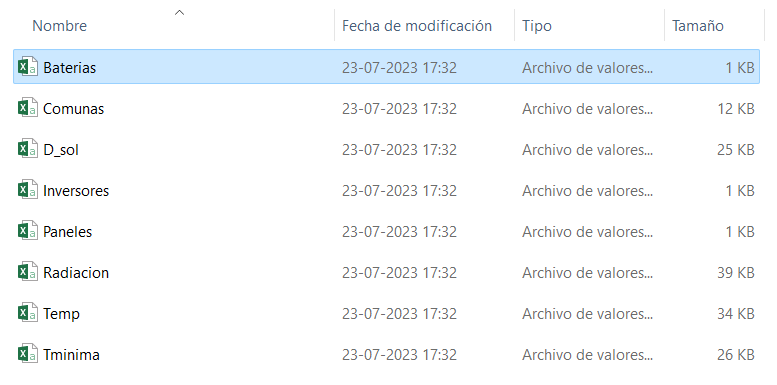 Nombre Fecha de modificación Tipo Tamaño
Baterias 23-07-2023 17:32 Archivo de valores... 1 KB
Comunas 23-07-2023 17:32 Archivo de valores... 12 KB
D_sol 23-07-2023 17:32 Archivo de valores... 25 KB
Inversores 23-07-2023 17:32 Archivo de valores... 1 KB
Paneles 23-07-2023 17:32 Archivo de valores... 1 KB
Radiacion 23-07-2023 17:32 Archivo de valores... 39 KB
Temp 23-07-2023 17:32 Archivo de valores... 34 KB
Tminima 23-07-2023 17:32 Archivo de valores... 26 KB